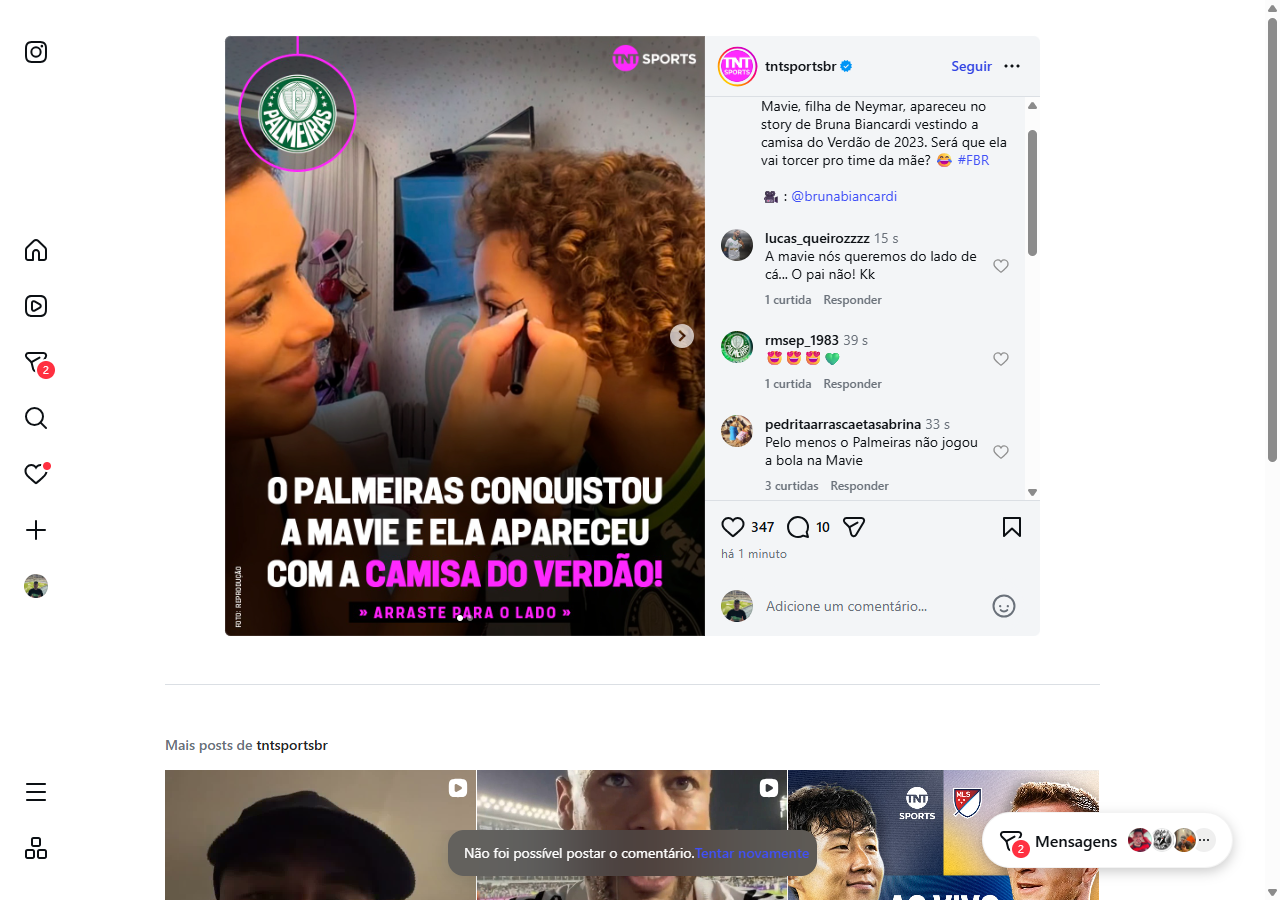 TNT SPORTS
PALMEIRAS
O PALMEIRAS CONQUISTOU
A MAVIE E ELA APARECEU
COM A CAMISA DO VERDÃO!
» ARRASTE PARA O LADO »
FOTO: REPRODUÇÃO
TNT SPORTS
tntsportsbr
Seguir
Mavie, filha de Neymar, apareceu no
story de Bruna Biancardi vestindo a
camisa do Verdão de 2023. Será que ela
vai torcer pro time da mãe? 😂 #FBR
🎥 : @brunabiancardi
lucas_queirozzzz 15 s
A mavie nós queremos do lado de
cá... O pai não! Kk
1 curtida Responder
rmsep_1983 39 s
😍😍😍💚
1 curtida Responder
pedritaarrascaetasabrina 33 s
Pelo menos o Palmeiras não jogou
a bola na Mavie
3 curtidas Responder
347 10
há 1 minuto
Adicione um comentário...
2
Mais posts de tntsportsbr
TNT
SPORTS
MLS
AO VIVO
Não foi possível postar o comentário. Tentar novamente
2
Mensagens